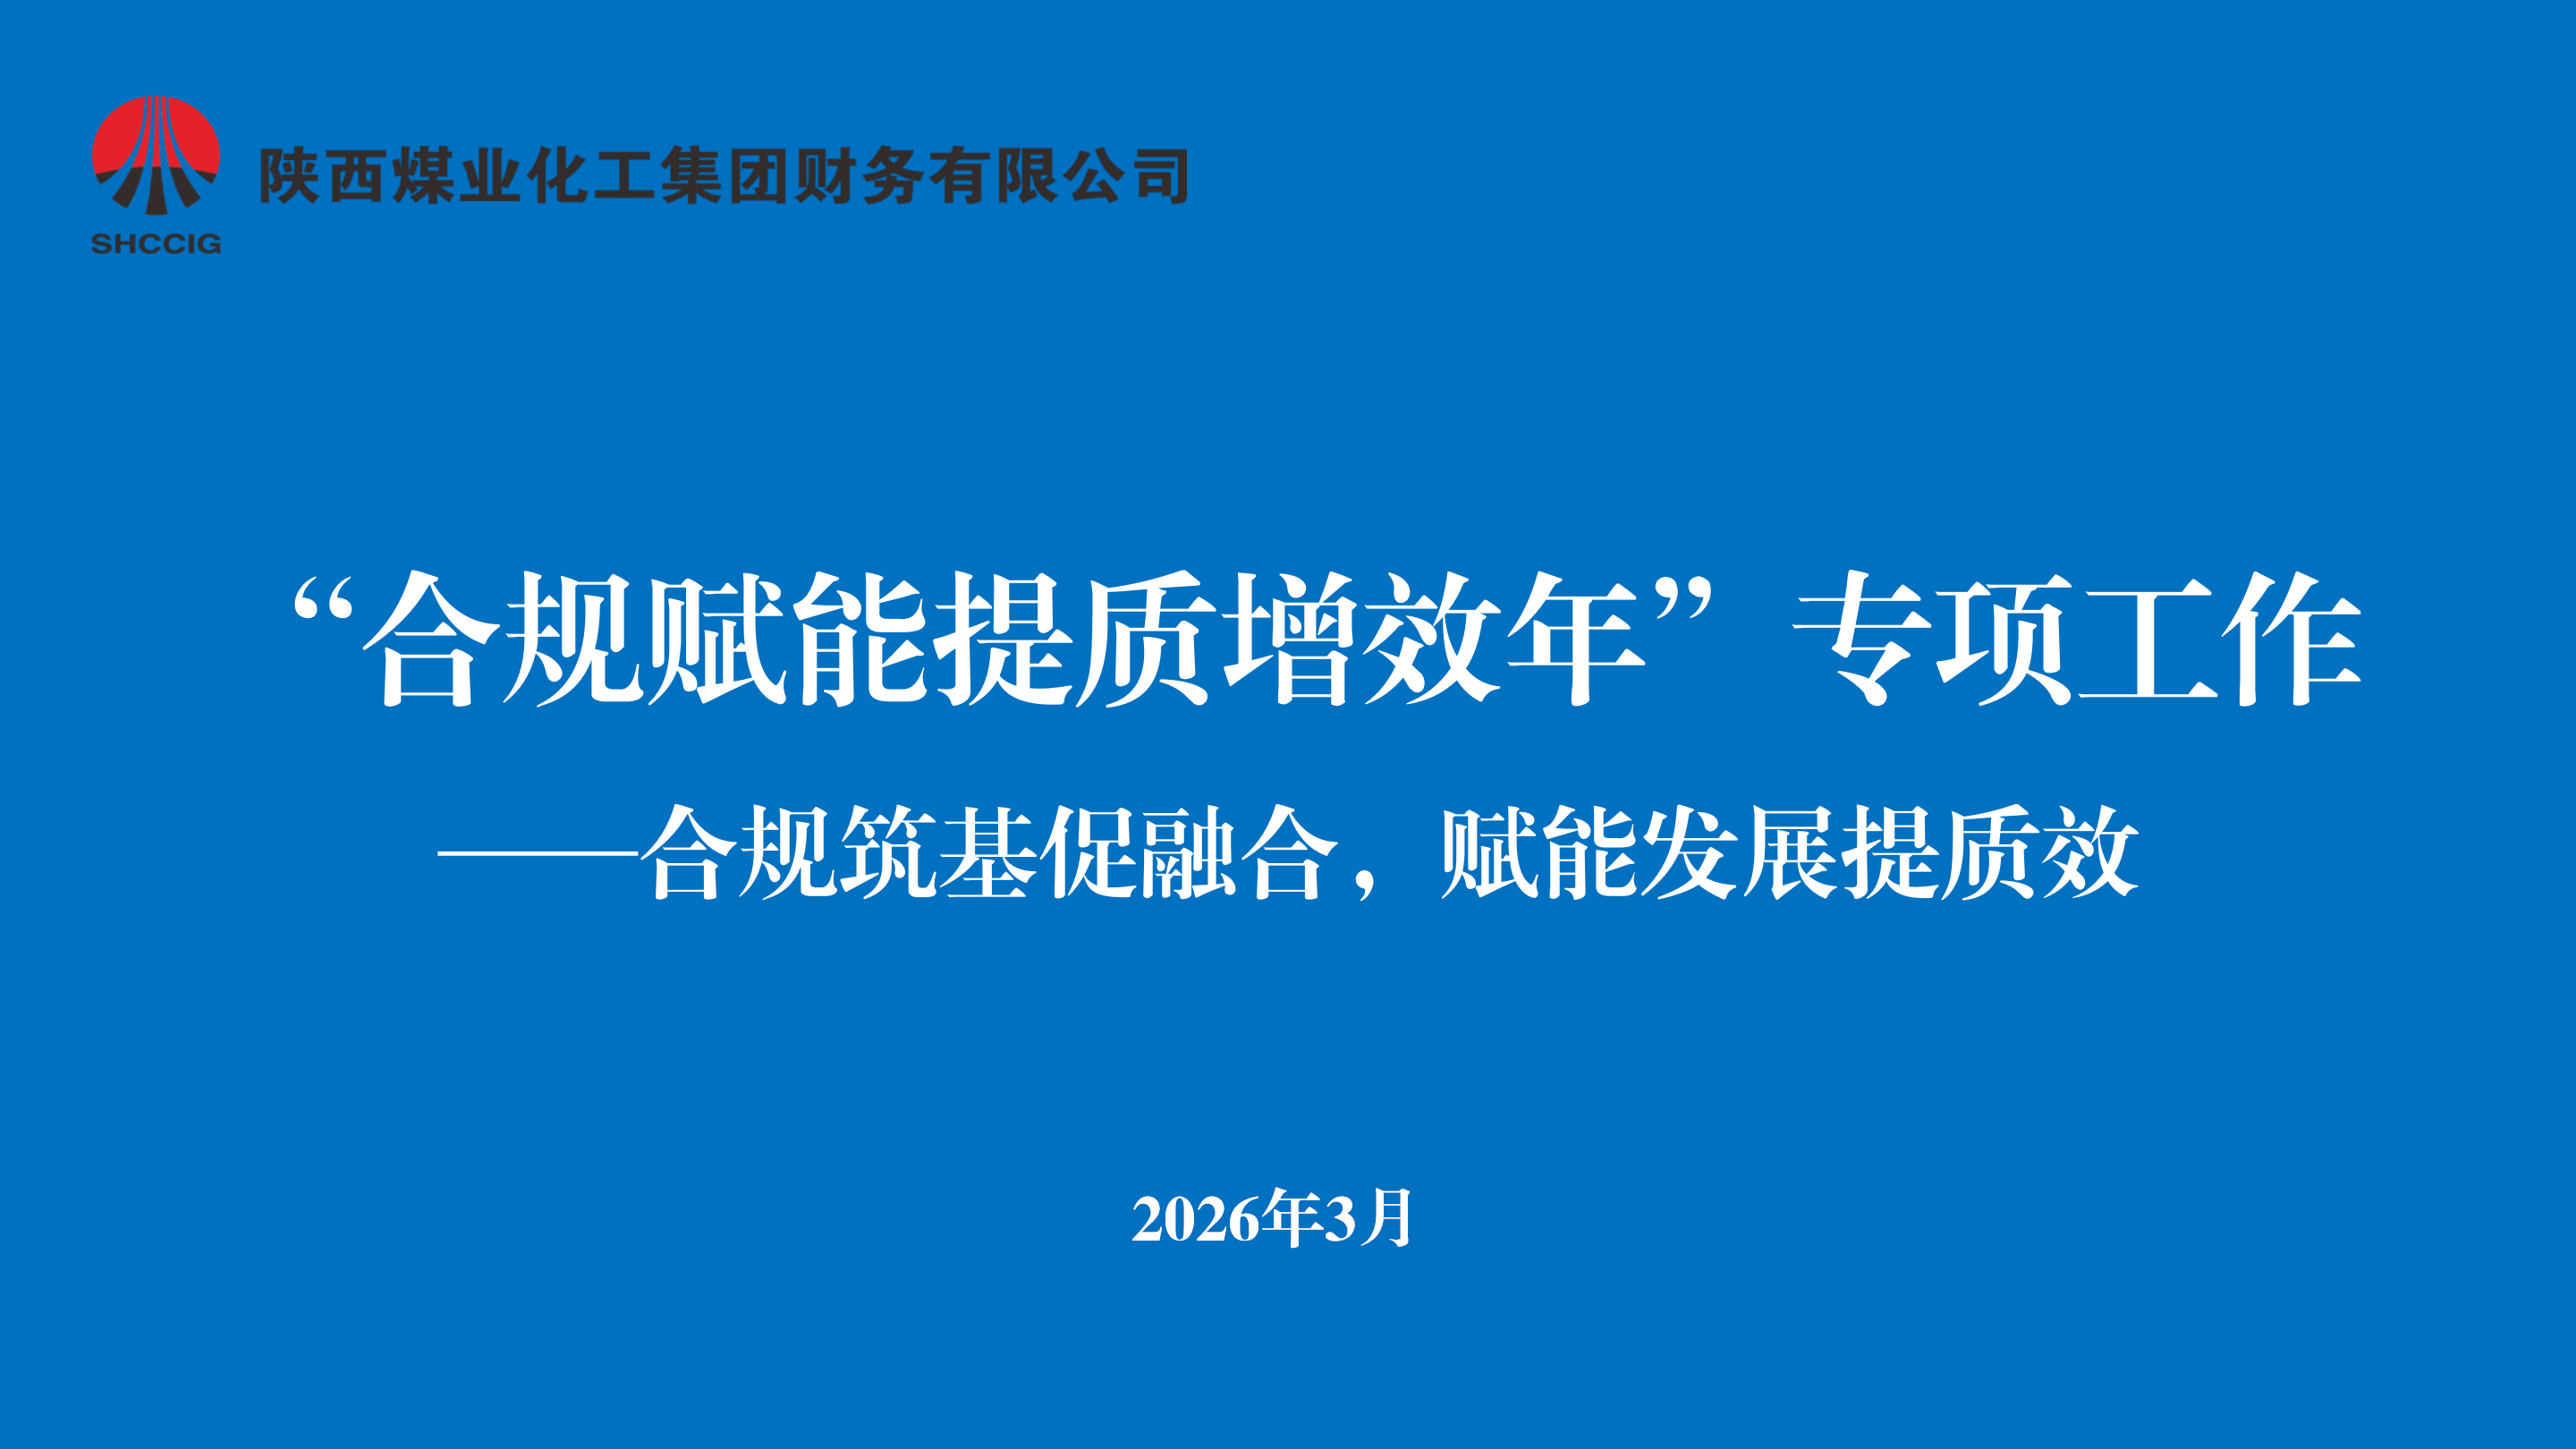 陕西煤业化工集团财务有限公司
SHCCIG
“合规赋能提质增效年”专项工作
——合规筑基促融合，赋能发展提质效
2026年3月